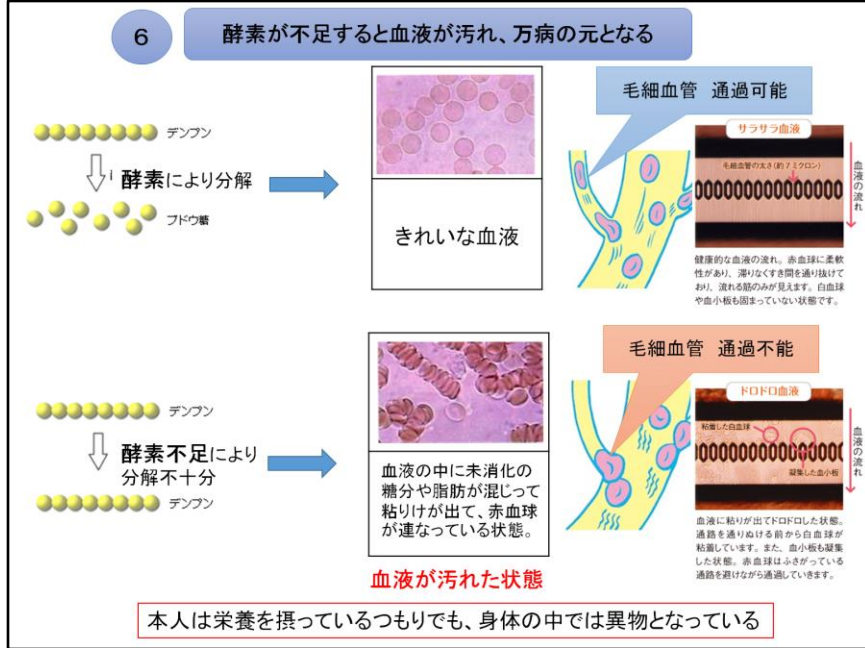 6
酵素が不足すると血液が汚れ、万病の元となる
デンプン
i
酵素により分解
ブドウ糖
きれいな血液
毛細血管 通過可能
サラサラ血液
毛細血管の太さ(約7ミクロン)
血液の流れ
健康的な血液の流れ。赤血球に柔軟
性があり、滞りなくすき間を通り抜けて
おり、流れる筋のみが見えます。白血球
や血小板も固まっていない状態です。
デンプン
酵素不足により
分解不十分
デンプン
血液の中に未消化の
糖分や脂肪が混じって
粘りけが出て、赤血球
が連なっている状態。
血液が汚れた状態
毛細血管 通過不能
ドロドロ血液
粘着した白血球
凝集した血小板
血液の流れ
血液に粘りが出てドロドロした状態。
通路を通りぬける前から白血球が
粘着しています。また、血小板も凝集
した状態。赤血球はふさがっている
通路を避けながら通過していきます。
本人は栄養を摂っているつもりでも、身体の中では異物となっている